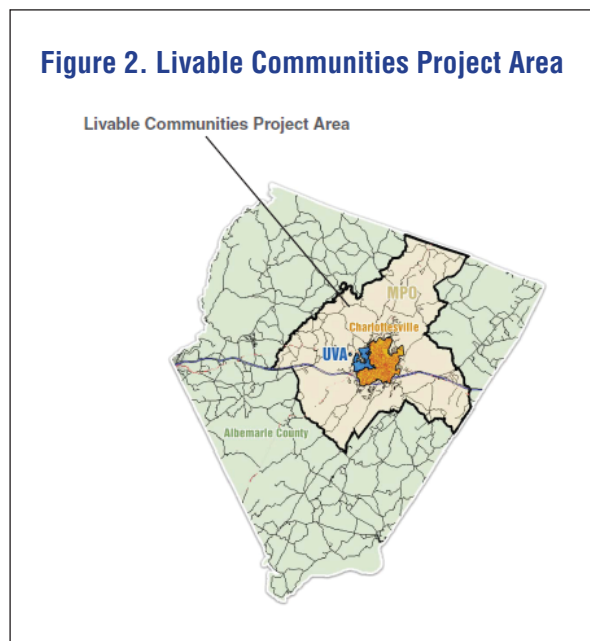 Figure 2. Livable Communities Project Area
Livable Communities Project Area
MPO
Charlottesville
UVA
Albemarle County